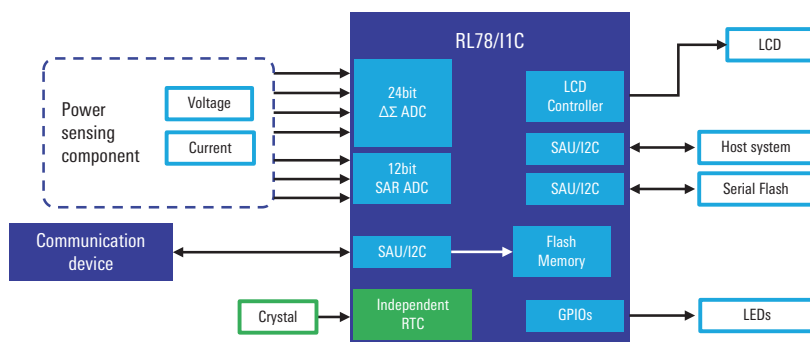 RL78/I1C
LCD
Power
sensing
component
Voltage
Current
24bit
ΔΣ ADC
12bit
SAR ADC
LCD
Controller
SAU/I2C
Host system
SAU/I2C
Serial Flash
Communication
device
SAU/I2C
Flash
Memory
Crystal
Independent
RTC
GPIOs
LEDs